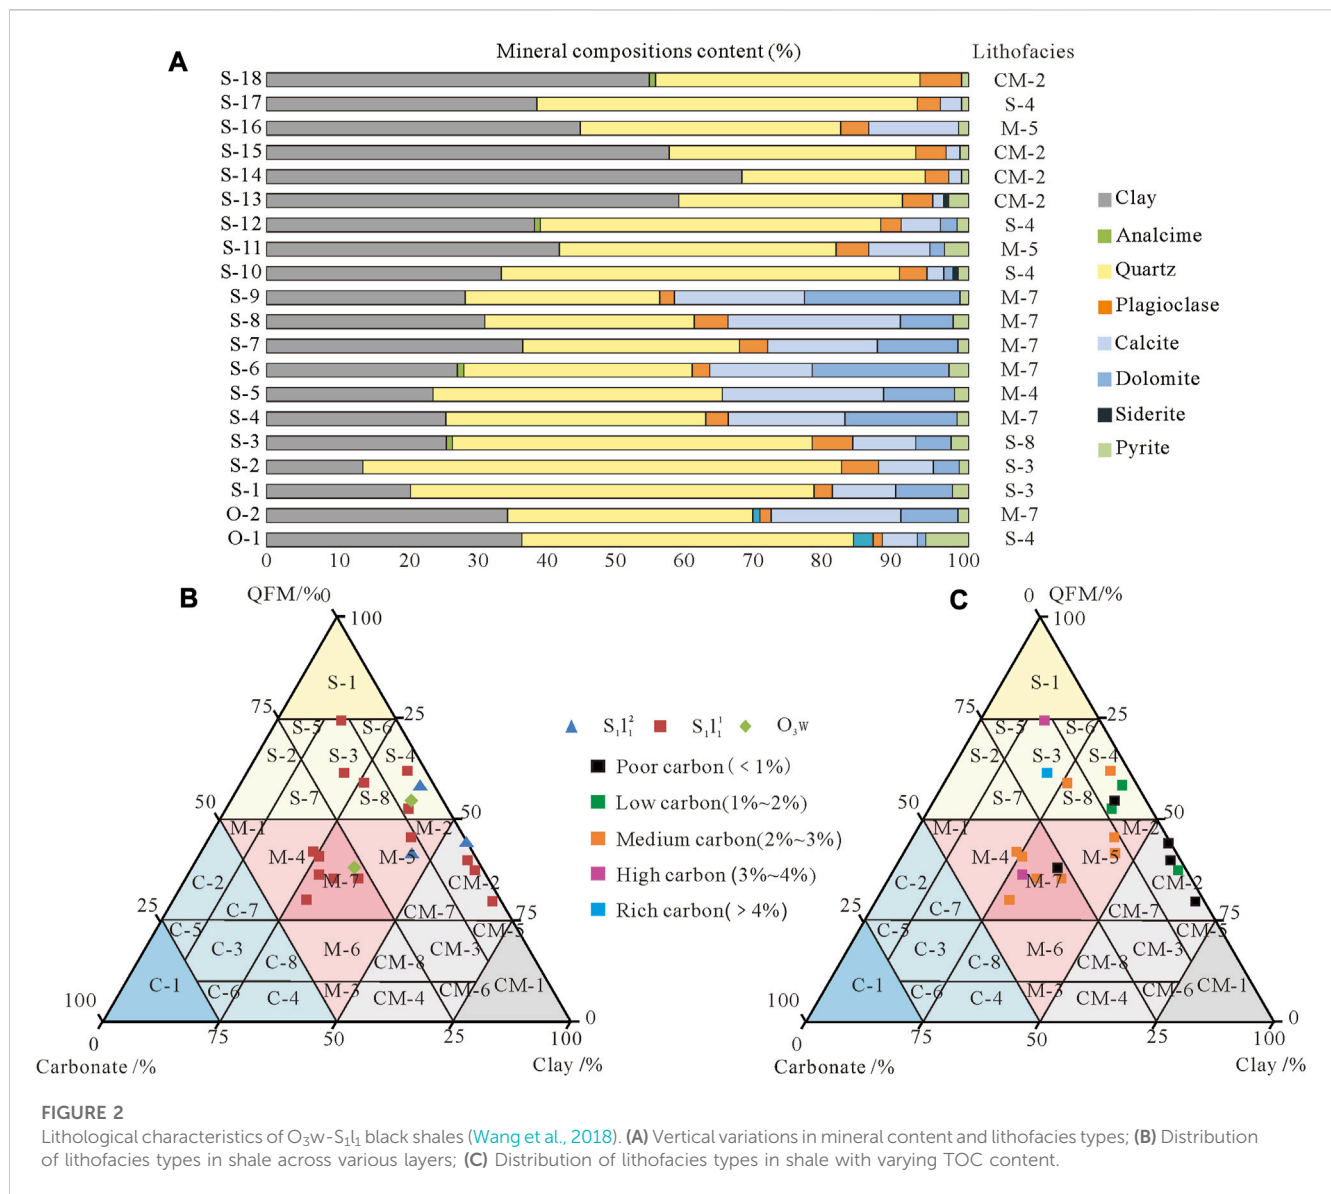 A
Mineral compositions content (%)
Lithofacies
S-18 CM-2
S-17 S-4
S-16 M-5
S-15 CM-2
S-14 CM-2
S-13 CM-2
S-12 S-4
S-11 M-5
S-10 S-4
S-9 M-7
S-8 M-7
S-7 M-7
S-6 M-7
S-5 M-4
S-4 M-7
S-3 S-8
S-2 S-3
S-1 S-3
O-2 M-7
O-1 S-4
0 10 20 30 40 50 60 70 80 90 100
Clay
Analcime
Quartz
Plagioclase
Calcite
Dolomite
Siderite
Pyrite
B
QFM/% 0
100
S-1
75 25
S-5 S-6
S-2 S-3 S-4
S-7 S-8
50 50
M-1 M-2
M-4 M-5
C-2 M-7 CM-2
25 C-7 CM-7 75
C-5 CM-5
C-3 M-6 CM-3
C-8 CM-8
C-1 C-6 C-4 M-3 CM-4 CM-6 CM-1
100 0
0 75 50 25 100
Carbonate /% Clay /%
S₁l₁² S₁l₁¹ O₃w
Poor carbon ( < 1%)
Low carbon(1%~2%)
Medium carbon(2%~3%)
High carbon (3%~4%)
Rich carbon( > 4%)
C
0 QFM/%
100
S-1
75 25
S-5 S-6
S-2 S-3 S-4
S-7 S-8
50 50
M-1 M-2
M-4 M-5
C-2 M-7 CM-2
25 C-7 CM-7 75
C-5 CM-5
C-3 M-6 CM-3
C-8 CM-8
C-1 C-6 C-4 M-3 CM-4 CM-6 CM-1
100 0
0 75 50 25 100
Carbonate /% Clay /%
FIGURE 2
Lithological characteristics of O₃w-S₁l₁ black shales (Wang et al., 2018). (A) Vertical variations in mineral content and lithofacies types; (B) Distribution
of lithofacies types in shale across various layers; (C) Distribution of lithofacies types in shale with varying TOC content.